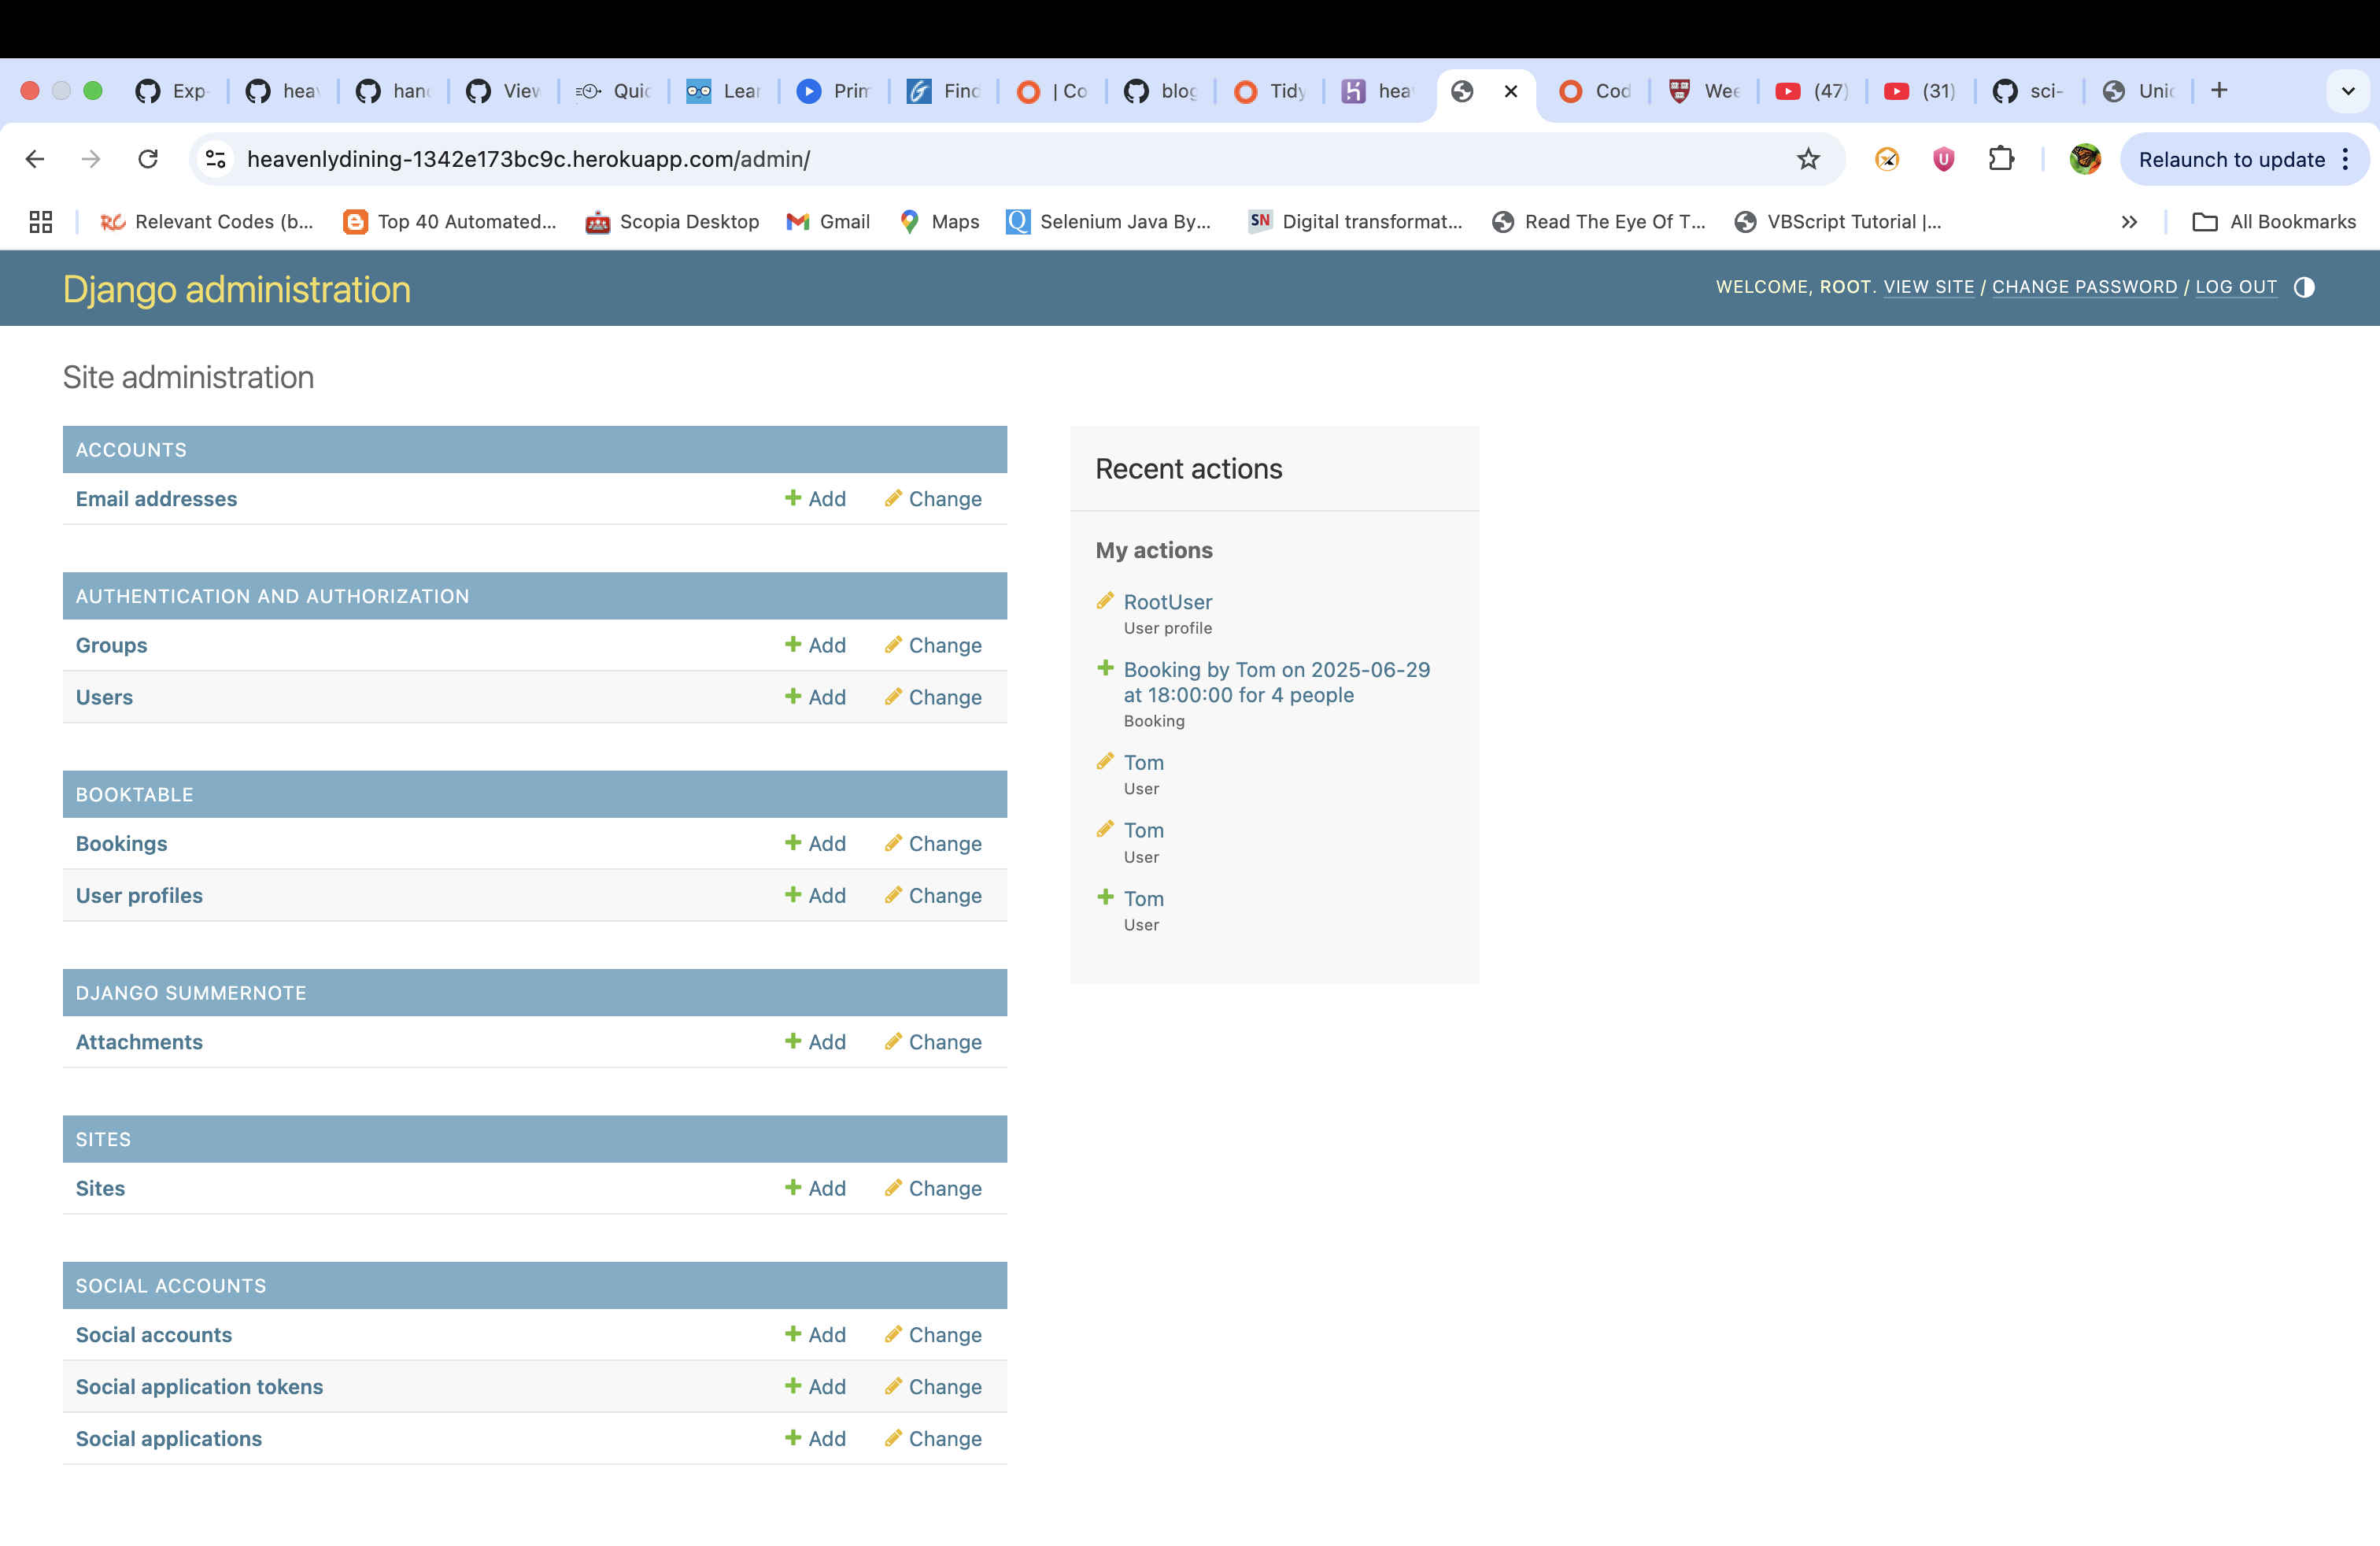 Exp
hea
han
View
Quic
Lear
Prim
Find
| Co
blog
Tidy
hea
Cod
Wee
(47)
(31)
sci-
Unic
heavenlydining-1342e173bc9c.herokuapp.com/admin/
Relaunch to update
Relevant Codes (b...
Top 40 Automated...
Scopia Desktop
Gmail
Maps
Selenium Java By...
SN Digital transformat...
Read The Eye Of T...
VBScript Tutorial |...
All Bookmarks
Django administration
WELCOME, ROOT. VIEW SITE / CHANGE PASSWORD / LOG OUT
Site administration
ACCOUNTS
Email addresses Add Change
AUTHENTICATION AND AUTHORIZATION
Groups Add Change
Users Add Change
BOOKTABLE
Bookings Add Change
User profiles Add Change
DJANGO SUMMERNOTE
Attachments Add Change
SITES
Sites Add Change
SOCIAL ACCOUNTS
Social accounts Add Change
Social application tokens Add Change
Social applications Add Change
Recent actions
My actions
RootUser
User profile
Booking by Tom on 2025-06-29
at 18:00:00 for 4 people
Booking
Tom
User
Tom
User
Tom
User